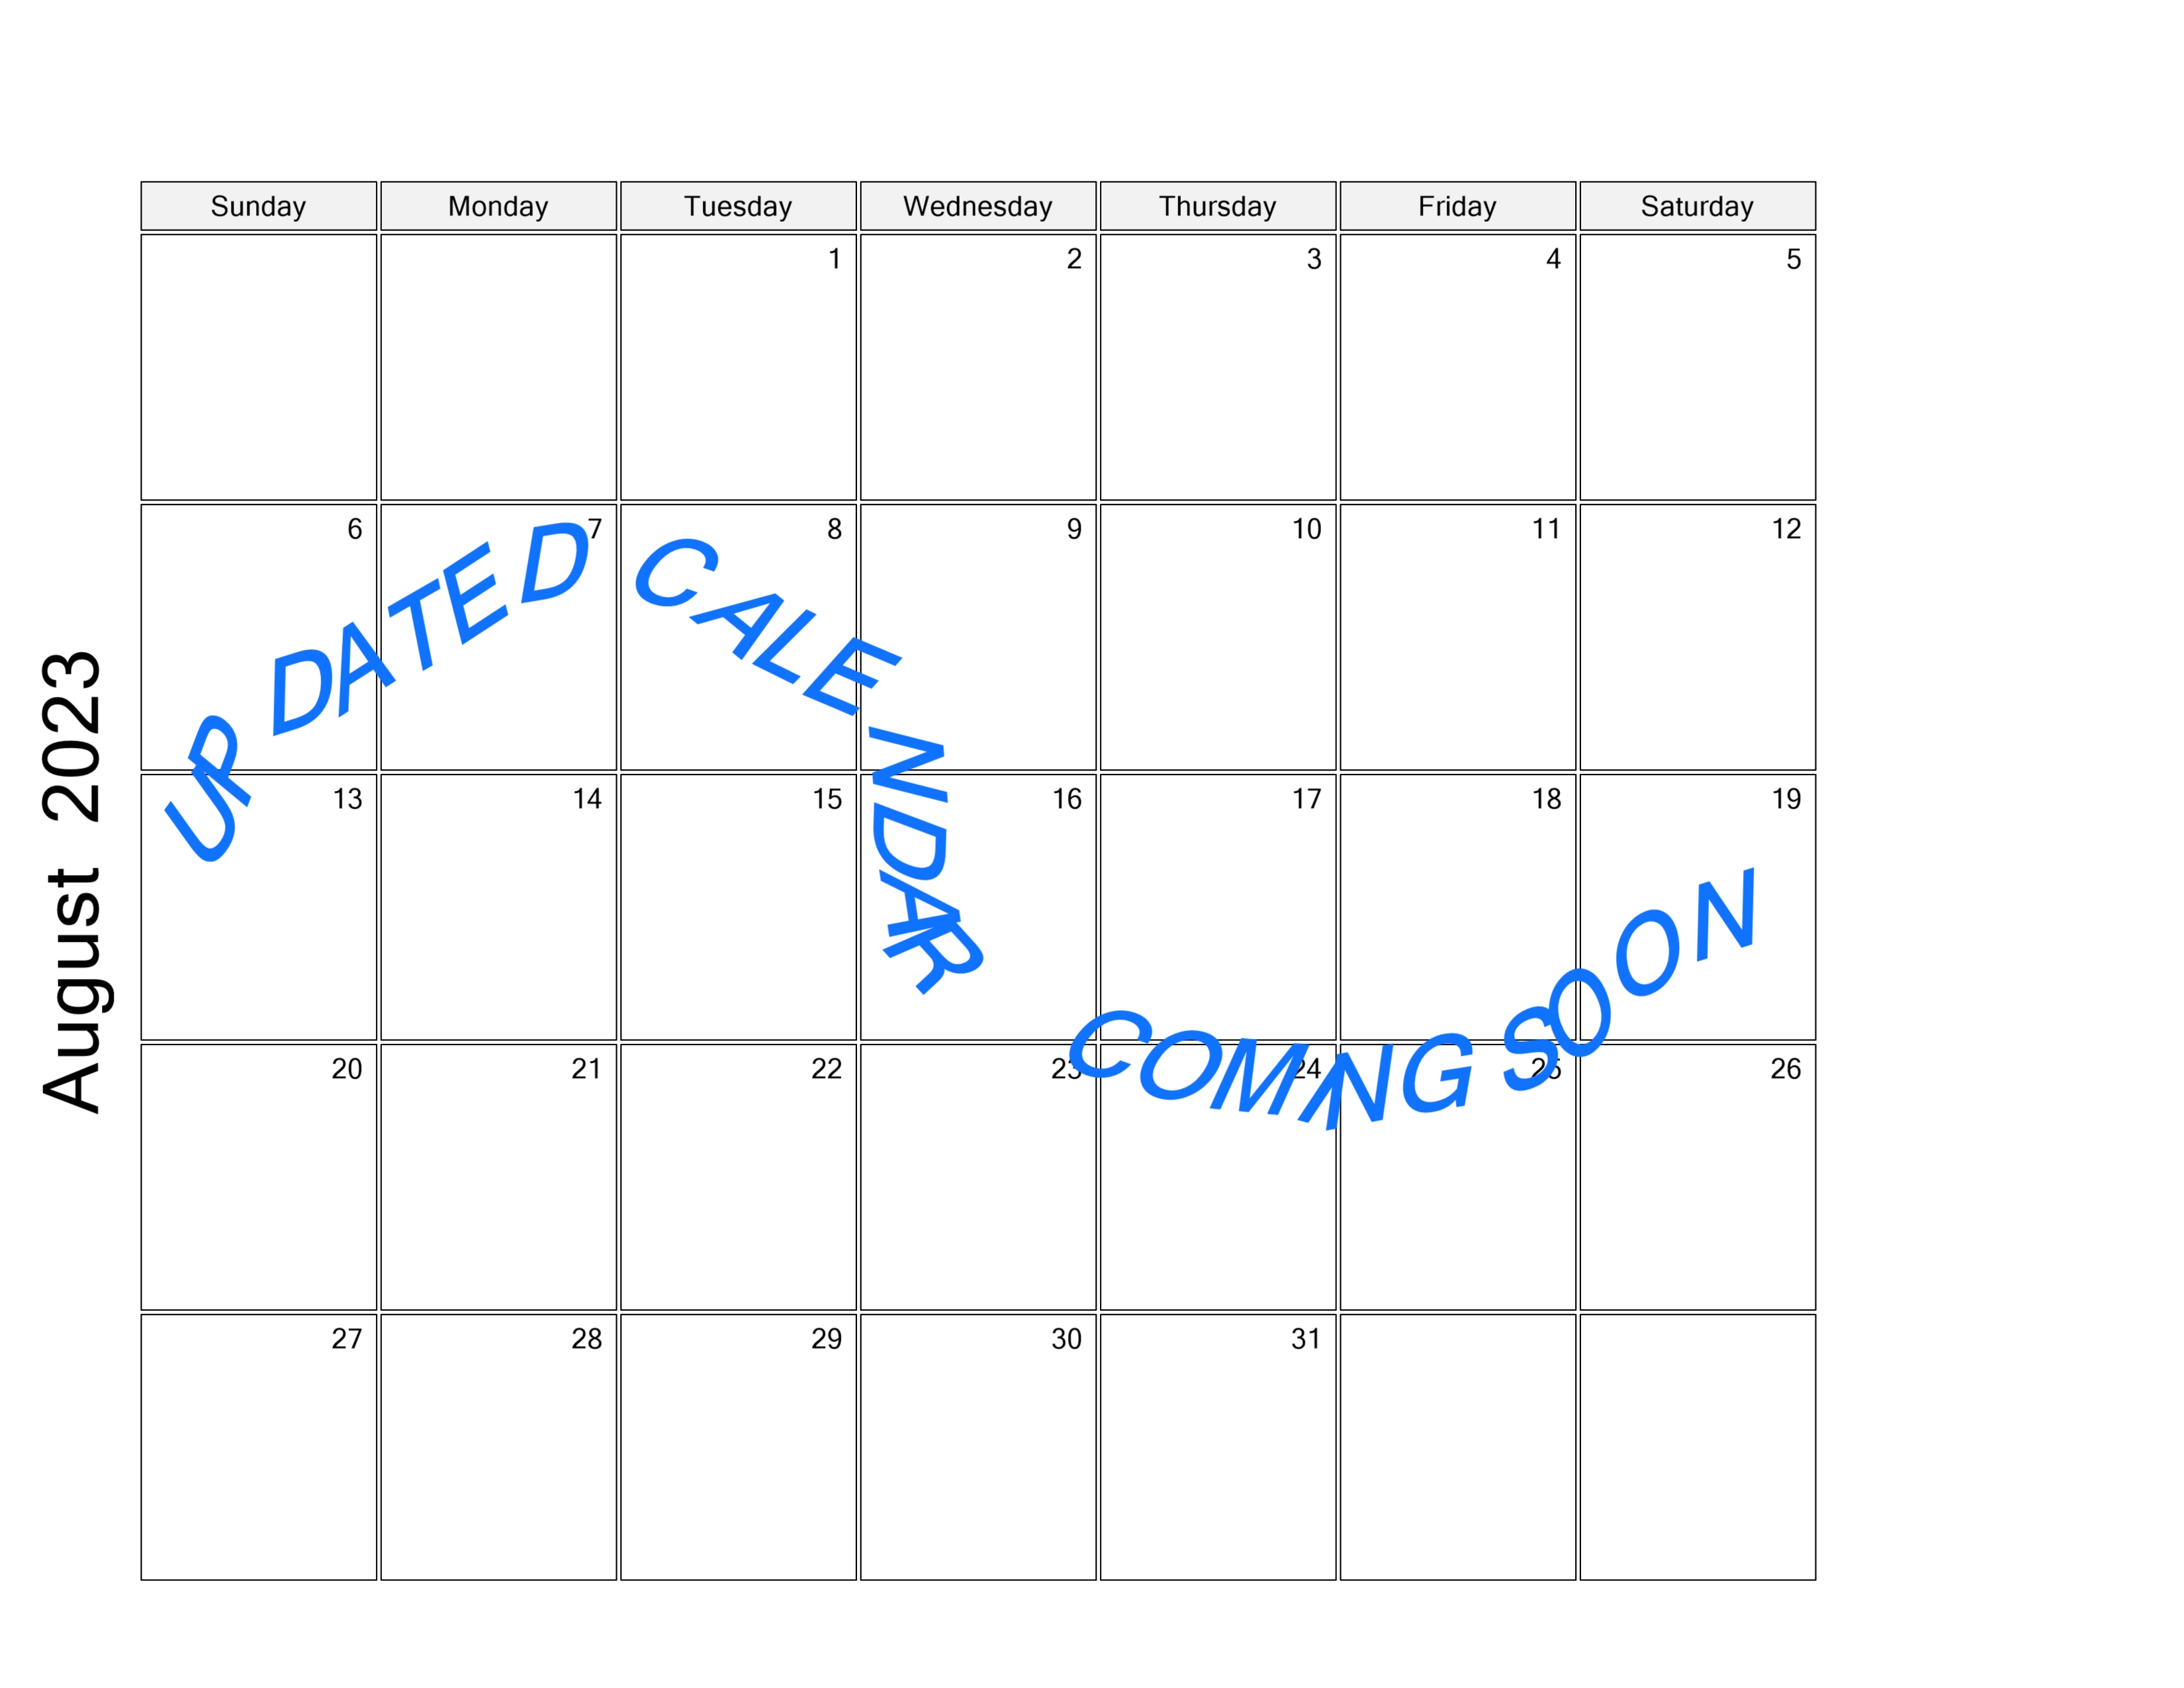 August 2023
Sunday Monday Tuesday Wednesday Thursday Friday Saturday
1 2 3 4 5
6 7 8 9 10 11 12
13 14 15 16 17 18 19
20 21 22 23 24 25 26
27 28 29 30 31
UPDATED CALENDAR COMING SOON